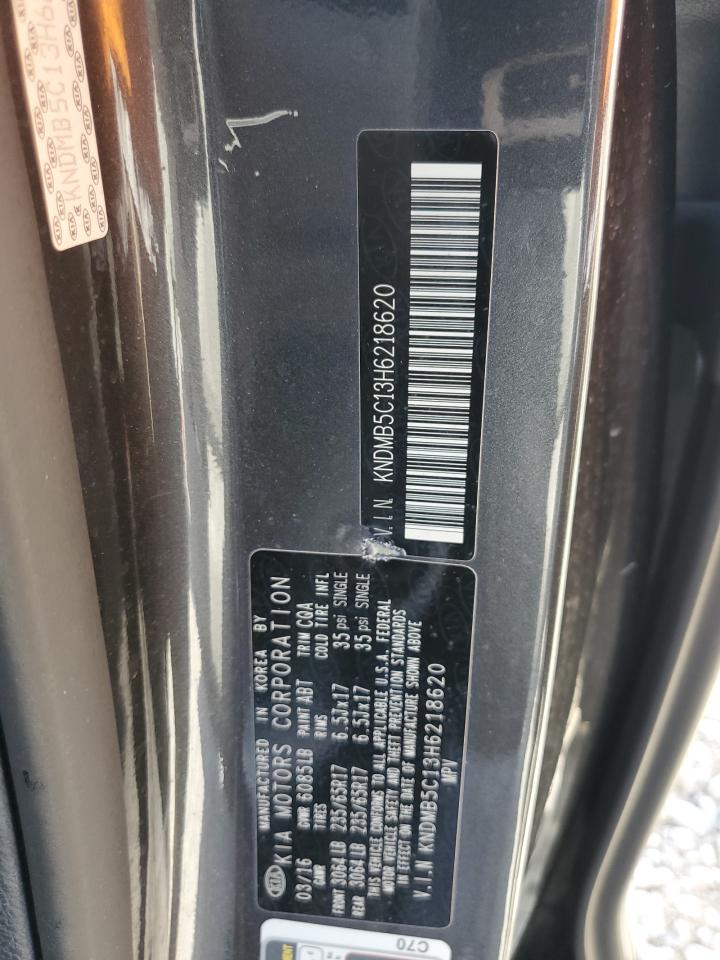 KNDMB5C13H6
V.I.N KNDMB5C13H6218620
MANUFACTURED IN KOREA BY
KIA KIA MOTORS CORPORATION
03/16 GVWR 6085LB PAINT ABT TRIM CQA
GAWR TIRES RIMS COLD TIRE INFL
FRONT 3064 LB 235/65R17 6.5Jx17 35 psi SINGLE
REAR 3064 LB 235/65R17 6.5Jx17 35 psi SINGLE
THIS VEHICLE CONFORMS TO ALL APPLICABLE U.S.A. FEDERAL
MOTOR VEHICLE SAFETY AND THEFT PREVENTION STANDARDS
IN EFFECT ON THE DATE OF MANUFACTURE SHOWN ABOVE
V.I.N KNDMB5C13H6218620
MPV
C70